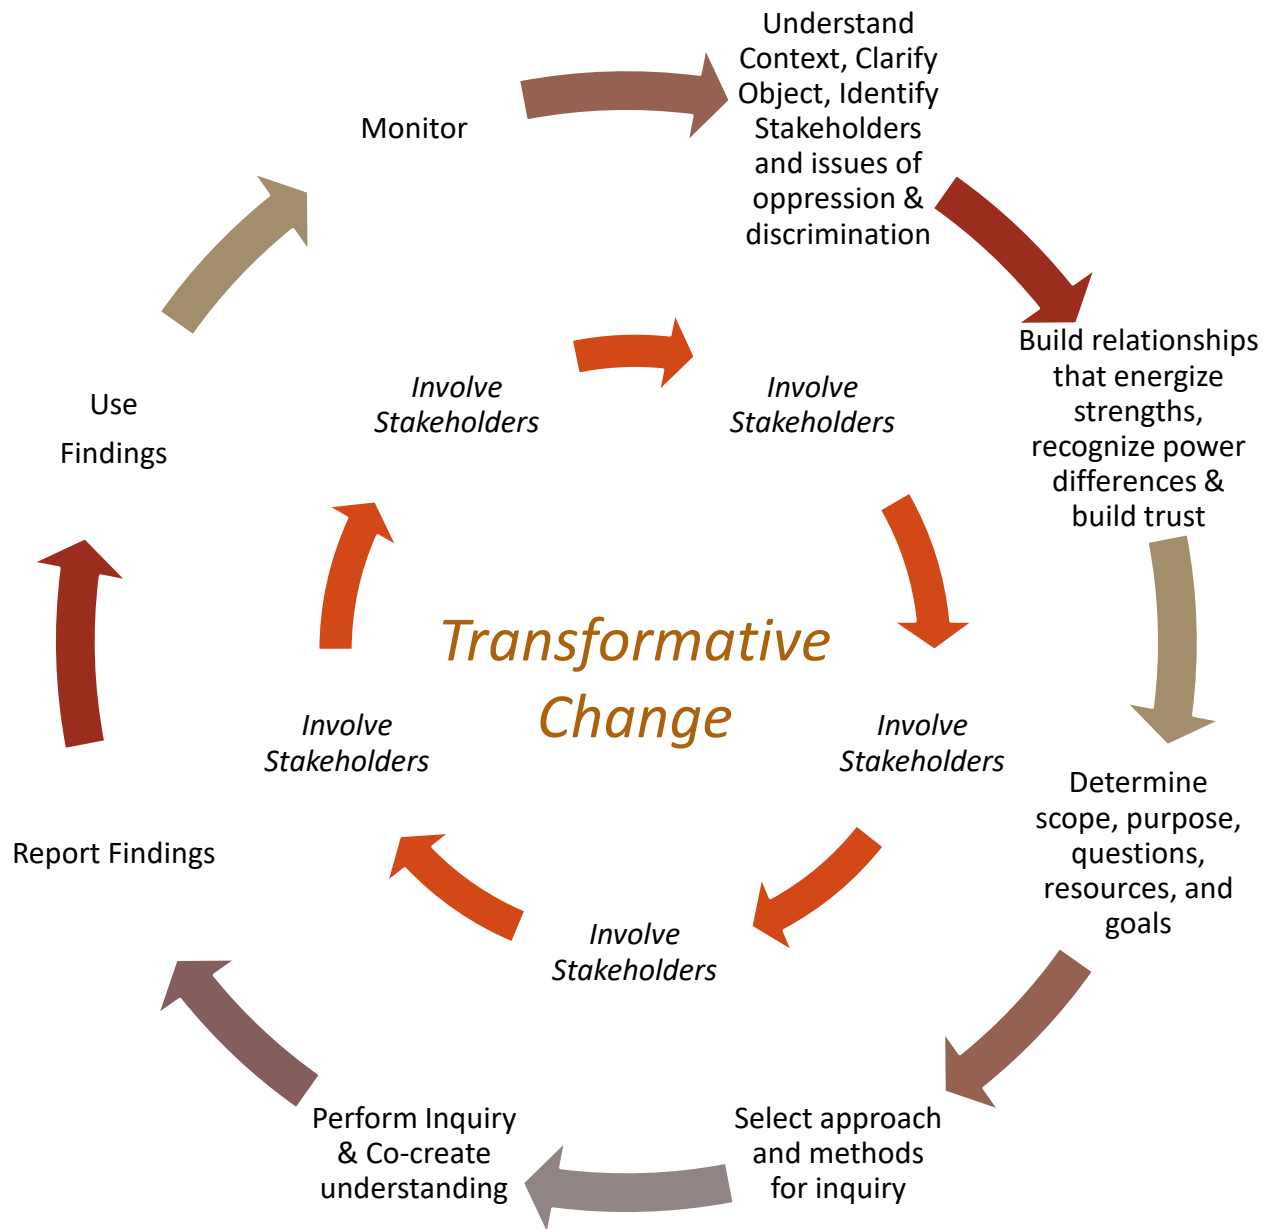 Understand
Context, Clarify
Object, Identify
Stakeholders
and issues of
oppression &
discrimination
Build relationships
that energize
strengths,
recognize power
differences &
build trust
Determine
scope, purpose,
questions,
resources, and
goals
Select approach
and methods
for inquiry
Perform Inquiry
& Co-create
understanding
Report Findings
Use
Findings
Monitor
Involve
Stakeholders
Involve
Stakeholders
Involve
Stakeholders
Involve
Stakeholders
Involve
Stakeholders
Transformative
Change